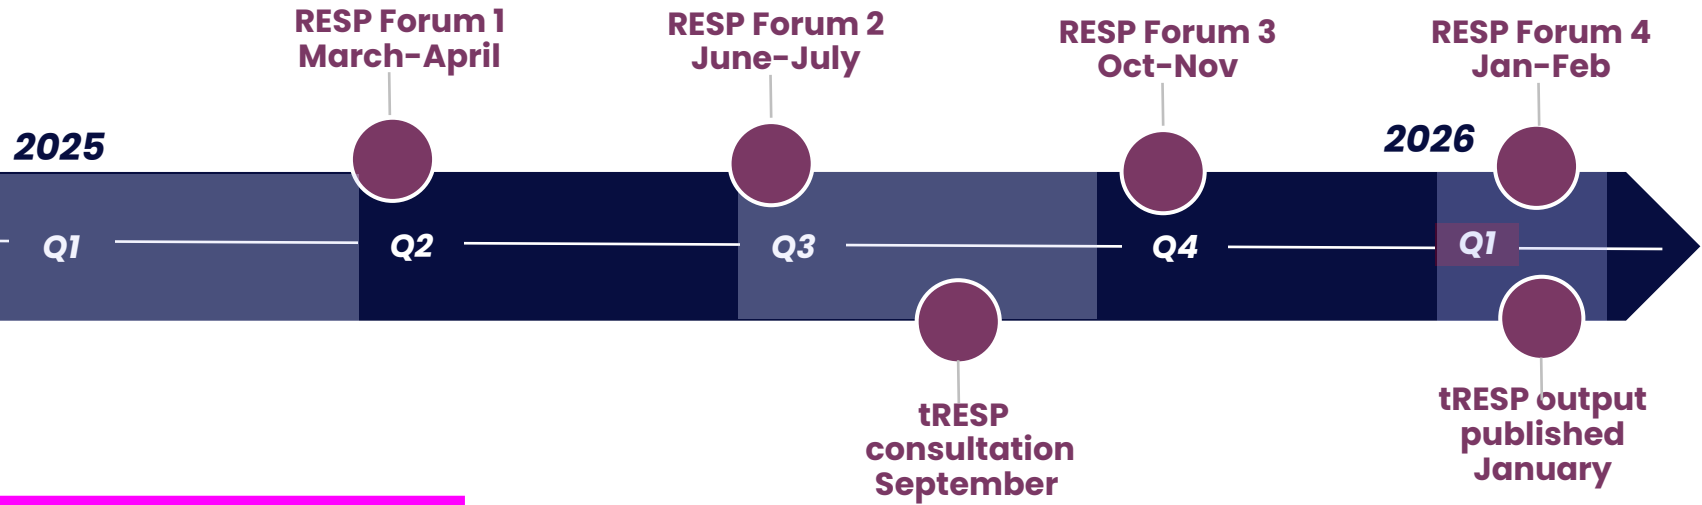 RESP Forum 1
March-April
RESP Forum 2
June-July
RESP Forum 3
Oct-Nov
RESP Forum 4
Jan-Feb
2025
2026
Q1
Q2
Q3
Q4
Q1
tRESP
consultation
September
tRESP output
published
January